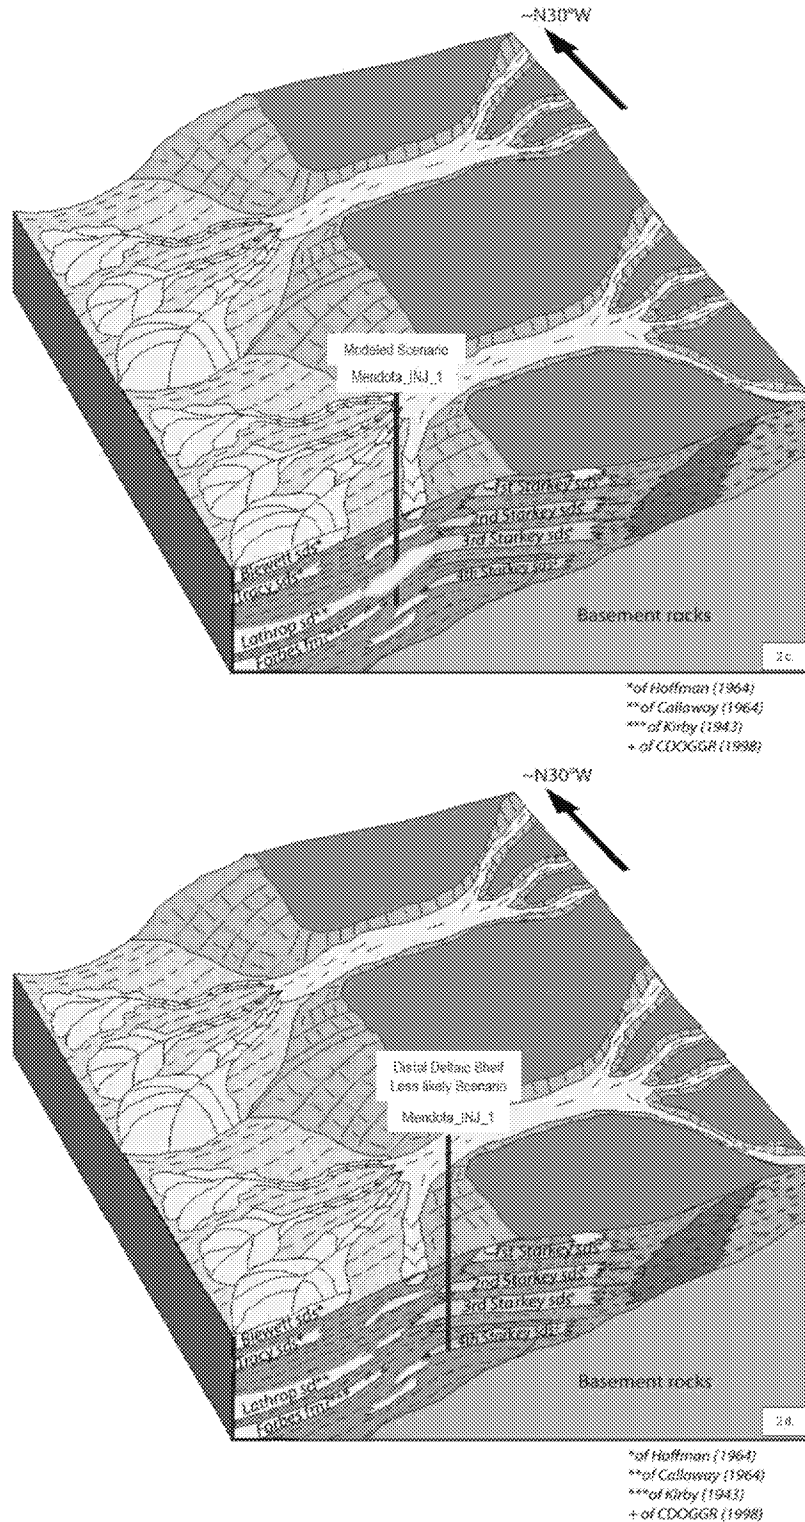 ~N30°W
Modeled Scenario
Mendota_INJ_1
~1st Starkey sds*
2nd Starkey sds*
3rd Starkey sds*
4th Starkey sds*
Blewett sds*
Tracy sds*
Lathrop sd**
Forbes fm***
Basement rocks
2c.
*of Hoffman (1964)
**of Callaway (1964)
***of Kirby (1943)
+ of CDOGGR (1998)
~N30°W
Distal Deltaic Shelf
Less likely Scenario
Mendota_INJ_1
~1st Starkey sds*
2nd Starkey sds*
3rd Starkey sds*
4th Starkey sds*
Blewett sds*
Tracy sds*
Lathrop sd**
Forbes fm***
Basement rocks
2d.
*of Hoffman (1964)
**of Callaway (1964)
***of Kirby (1943)
+ of CDOGGR (1998)